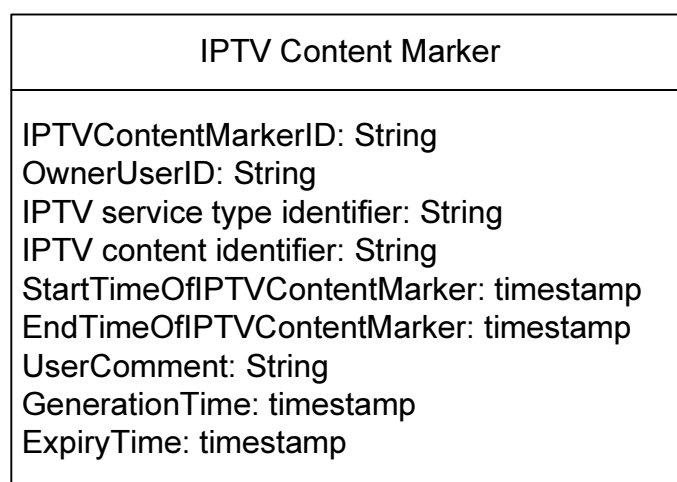 IPTV Content Marker
IPTVContentMarkerID: String
OwnerUserID: String
IPTV service type identifier: String
IPTV content identifier: String
StartTimeOfIPTVContentMarker: timestamp
EndTimeOfIPTVContentMarker: timestamp
UserComment: String
GenerationTime: timestamp
ExpiryTime: timestamp